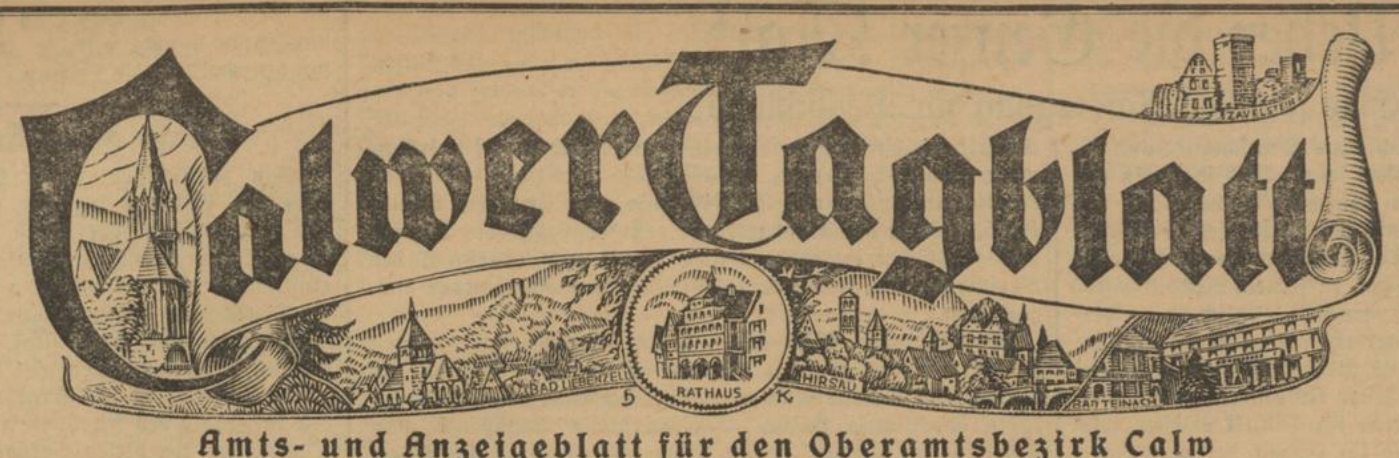 Calwer Tagblatt
ZAVELSTEIN
BAD LIEBENZELL
RATHAUS
HIRSAU
BAD TEINACH
h K
Amts- und Anzeigeblatt für den Oberamtsbezirk Calw